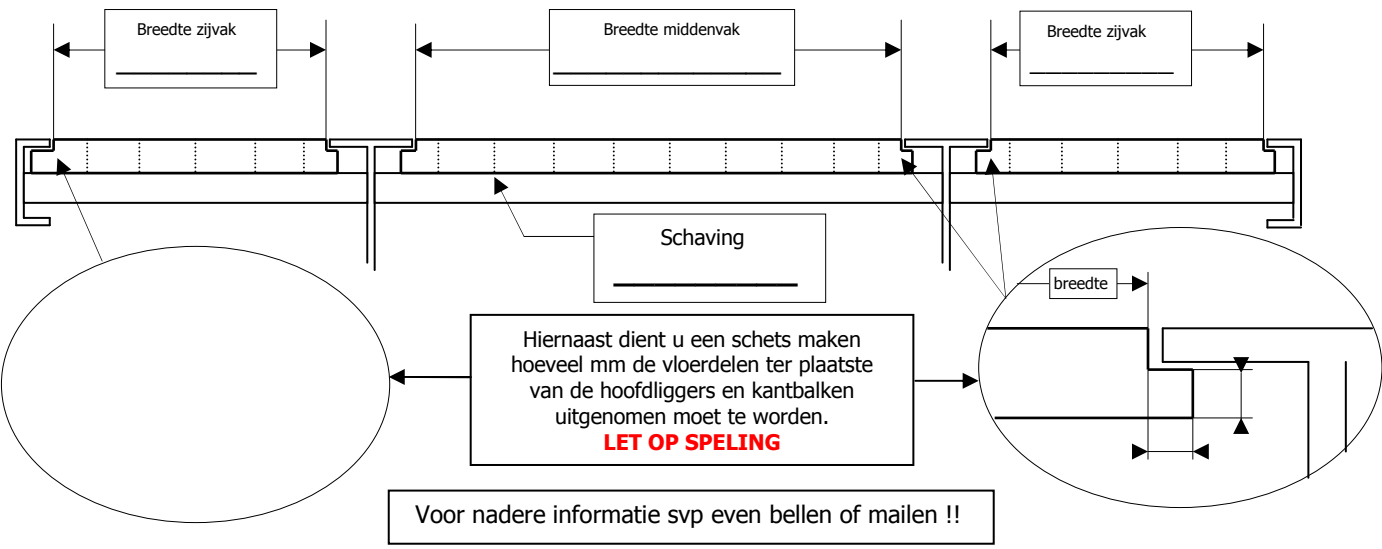 Breedte zijvak
Breedte middenvak
Breedte zijvak
Schaving
breedte
Hiernaast dient u een schets maken
hoeveel mm de vloerdelen ter plaatste
van de hoofdliggers en kantbalken
uitgenomen moet te worden.
LET OP SPELING
Voor nadere informatie svp even bellen of mailen !!